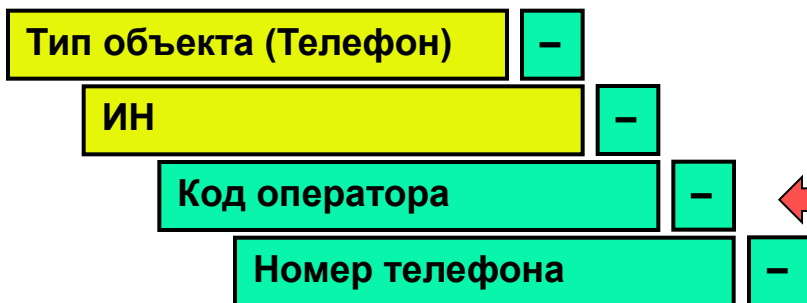 Тип объекта (Телефон) –
ИН –
Код оператора –
Номер телефона –